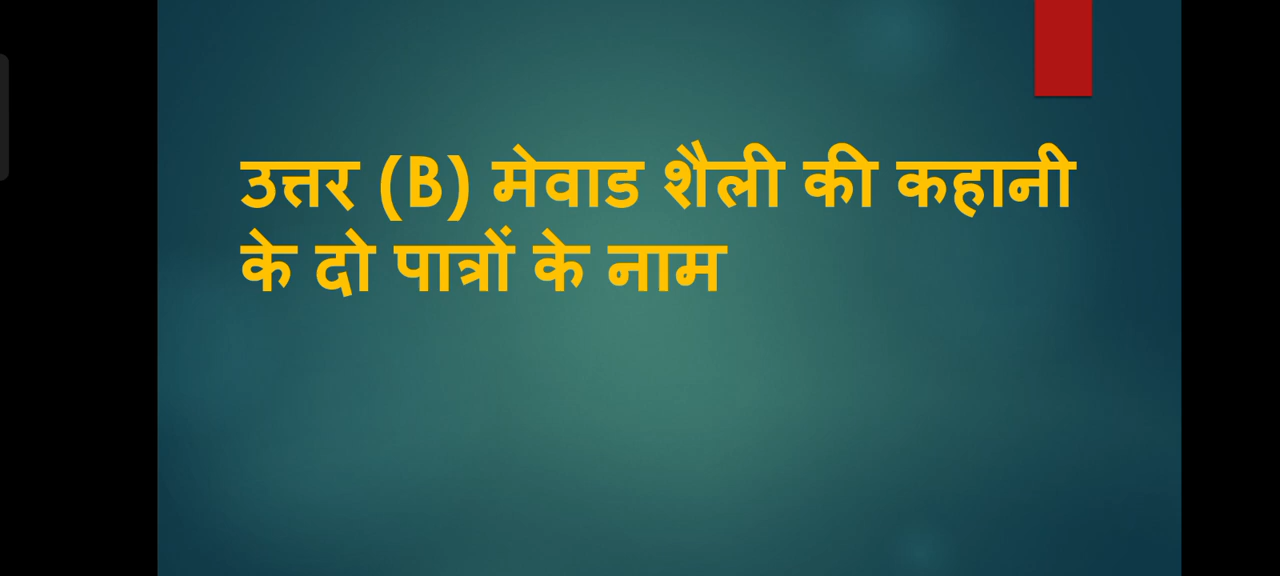 उत्तर (B) मेवाड शैली की कहानी
के दो पात्रों के नाम